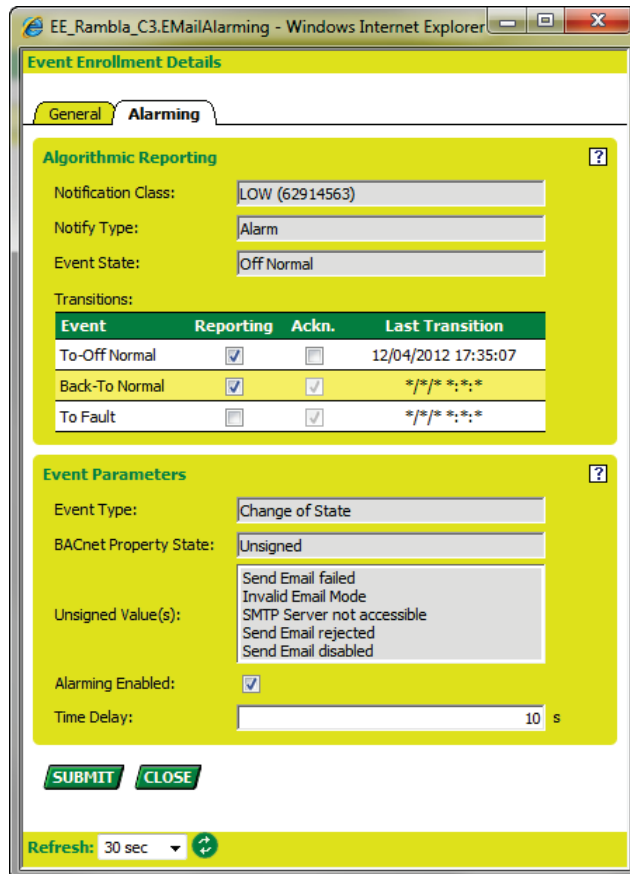 EE_Rambla_C3.EMailAlarming - Windows Internet Explorer
Event Enrollment Details
General Alarming
Algorithmic Reporting ?
Notification Class: LOW (62914563)
Notify Type: Alarm
Event State: Off Normal
Transitions:
Event Reporting Ackn. Last Transition
To-Off Normal 12/04/2012 17:35:07
Back-To Normal */*/* *:*:*
To Fault */*/* *:*:*
Event Parameters ?
Event Type: Change of State
BACnet Property State: Unsigned
Unsigned Value(s): Send Email failed
Invalid Email Mode
SMTP Server not accessible
Send Email rejected
Send Email disabled
Alarming Enabled:
Time Delay: 10 s
SUBMIT CLOSE
Refresh: 30 sec